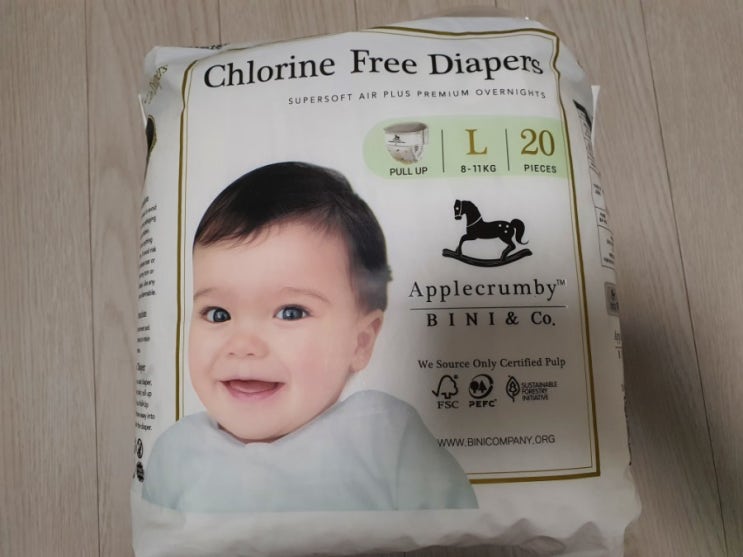 Chlorine Free Diapers
SUPERSOFT AIR PLUS PREMIUM OVERNIGHTS
PULL UP
L
8-11KG
20
PIECES
Applecrumby™
BINI & Co.
We Source Only Certified Pulp
FSC
PEFC
SUSTAINABLE
FORESTRY
INITIATIVE
WWW.BINICOMPANY.ORG